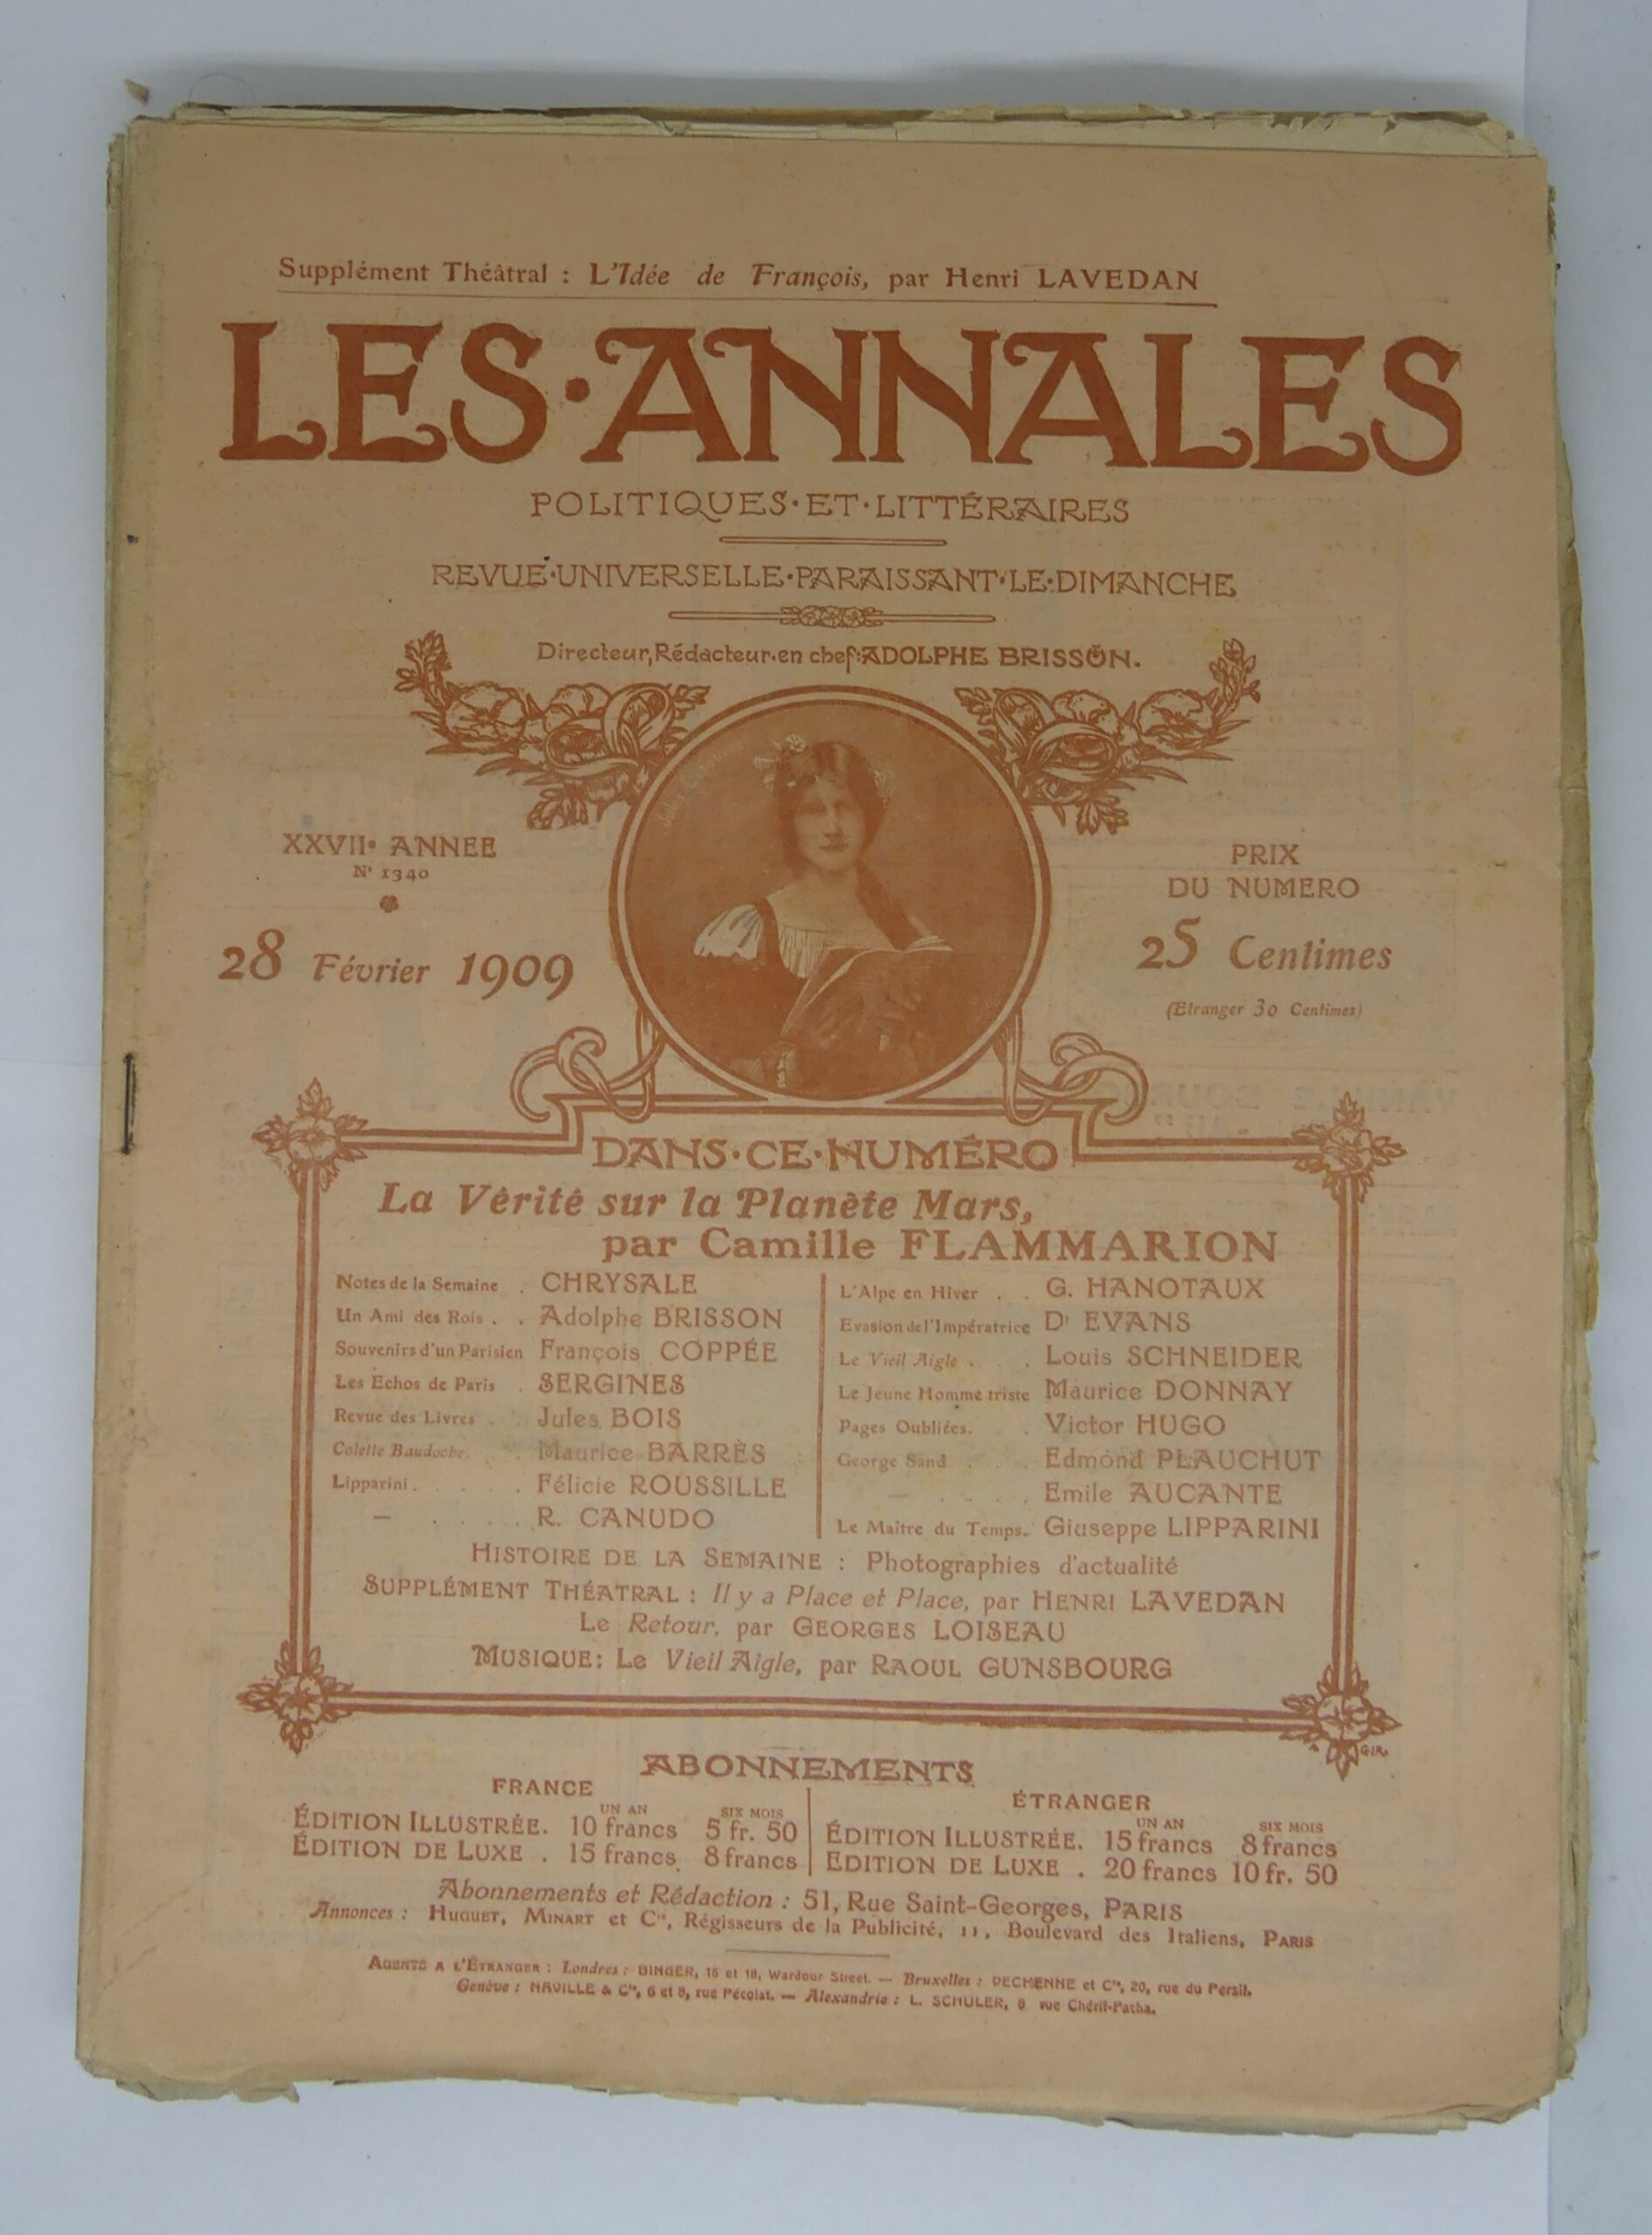 Supplément Théâtral : L'Idée de François, par Henri LAVEDAN
LES·ANNALES
POLITIQUES·ET·LITTÉRAIRES
REVUE·UNIVERSELLE·PARAISSANT·LE·DIMANCHE
Directeur, Rédacteur en chef: ADOLPHE BRISSON.
XXVIIe ANNEE
No 1340
28 Février 1909
PRIX
DU NUMERO
25 Centimes
(Etranger 30 Centimes)
DANS·CE·NUMÉRO
La Vérité sur la Planète Mars,
par Camille FLAMMARION
Notes de la Semaine . CHRYSALE
Un Ami des Rois . . Adolphe BRISSON
Souvenirs d'un Parisien François COPPÉE
Les Echos de Paris . SERGINES
Revue des Livres . . Jules BOIS
Colette Baudoche. . Maurice BARRÈS
Lipparini . . . . . Félicie ROUSSILLE
— . . . . . R. CANUDO
L'Alpe en Hiver . . G. HANOTAUX
Evasion de l'Impératrice Dr EVANS
Le Vieil Aigle . . . Louis SCHNEIDER
Le Jeune Homme triste Maurice DONNAY
Pages Oubliées. . . Victor HUGO
George Sand . . . Edmond PLAUCHUT
— . . . . Emile AUCANTE
Le Maître du Temps. Giuseppe LIPPARINI
HISTOIRE DE LA SEMAINE : Photographies d'actualité
SUPPLÉMENT THÉATRAL : Il y a Place et Place, par HENRI LAVEDAN
Le Retour, par GEORGES LOISEAU
MUSIQUE: Le Vieil Aigle, par RAOUL GUNSBOURG
GIR.
ABONNEMENTS
FRANCE
UN AN SIX MOIS
ÉDITION ILLUSTRÉE. 10 francs 5 fr. 50
ÉDITION DE LUXE . 15 francs 8 francs
ÉTRANGER
UN AN SIX MOIS
ÉDITION ILLUSTRÉE. 15 francs 8 francs
EDITION DE LUXE . 20 francs 10 fr. 50
Abonnements et Rédaction : 51, Rue Saint-Georges, PARIS
Annonces : HUGUET, MINART et Cie, Régisseurs de la Publicité, 11, Boulevard des Italiens, PARIS
AGENTS A L'ÉTRANGER : Londres : BINGER, 16 et 18, Wardour Street. — Bruxelles : DECHENNE et Cie, 20, rue du Persil.
Genève : NAVILLE & Cie, 6 et 8, rue Pécolat. — Alexandrie : L. SCHULER, 6 rue Chérif-Pacha.